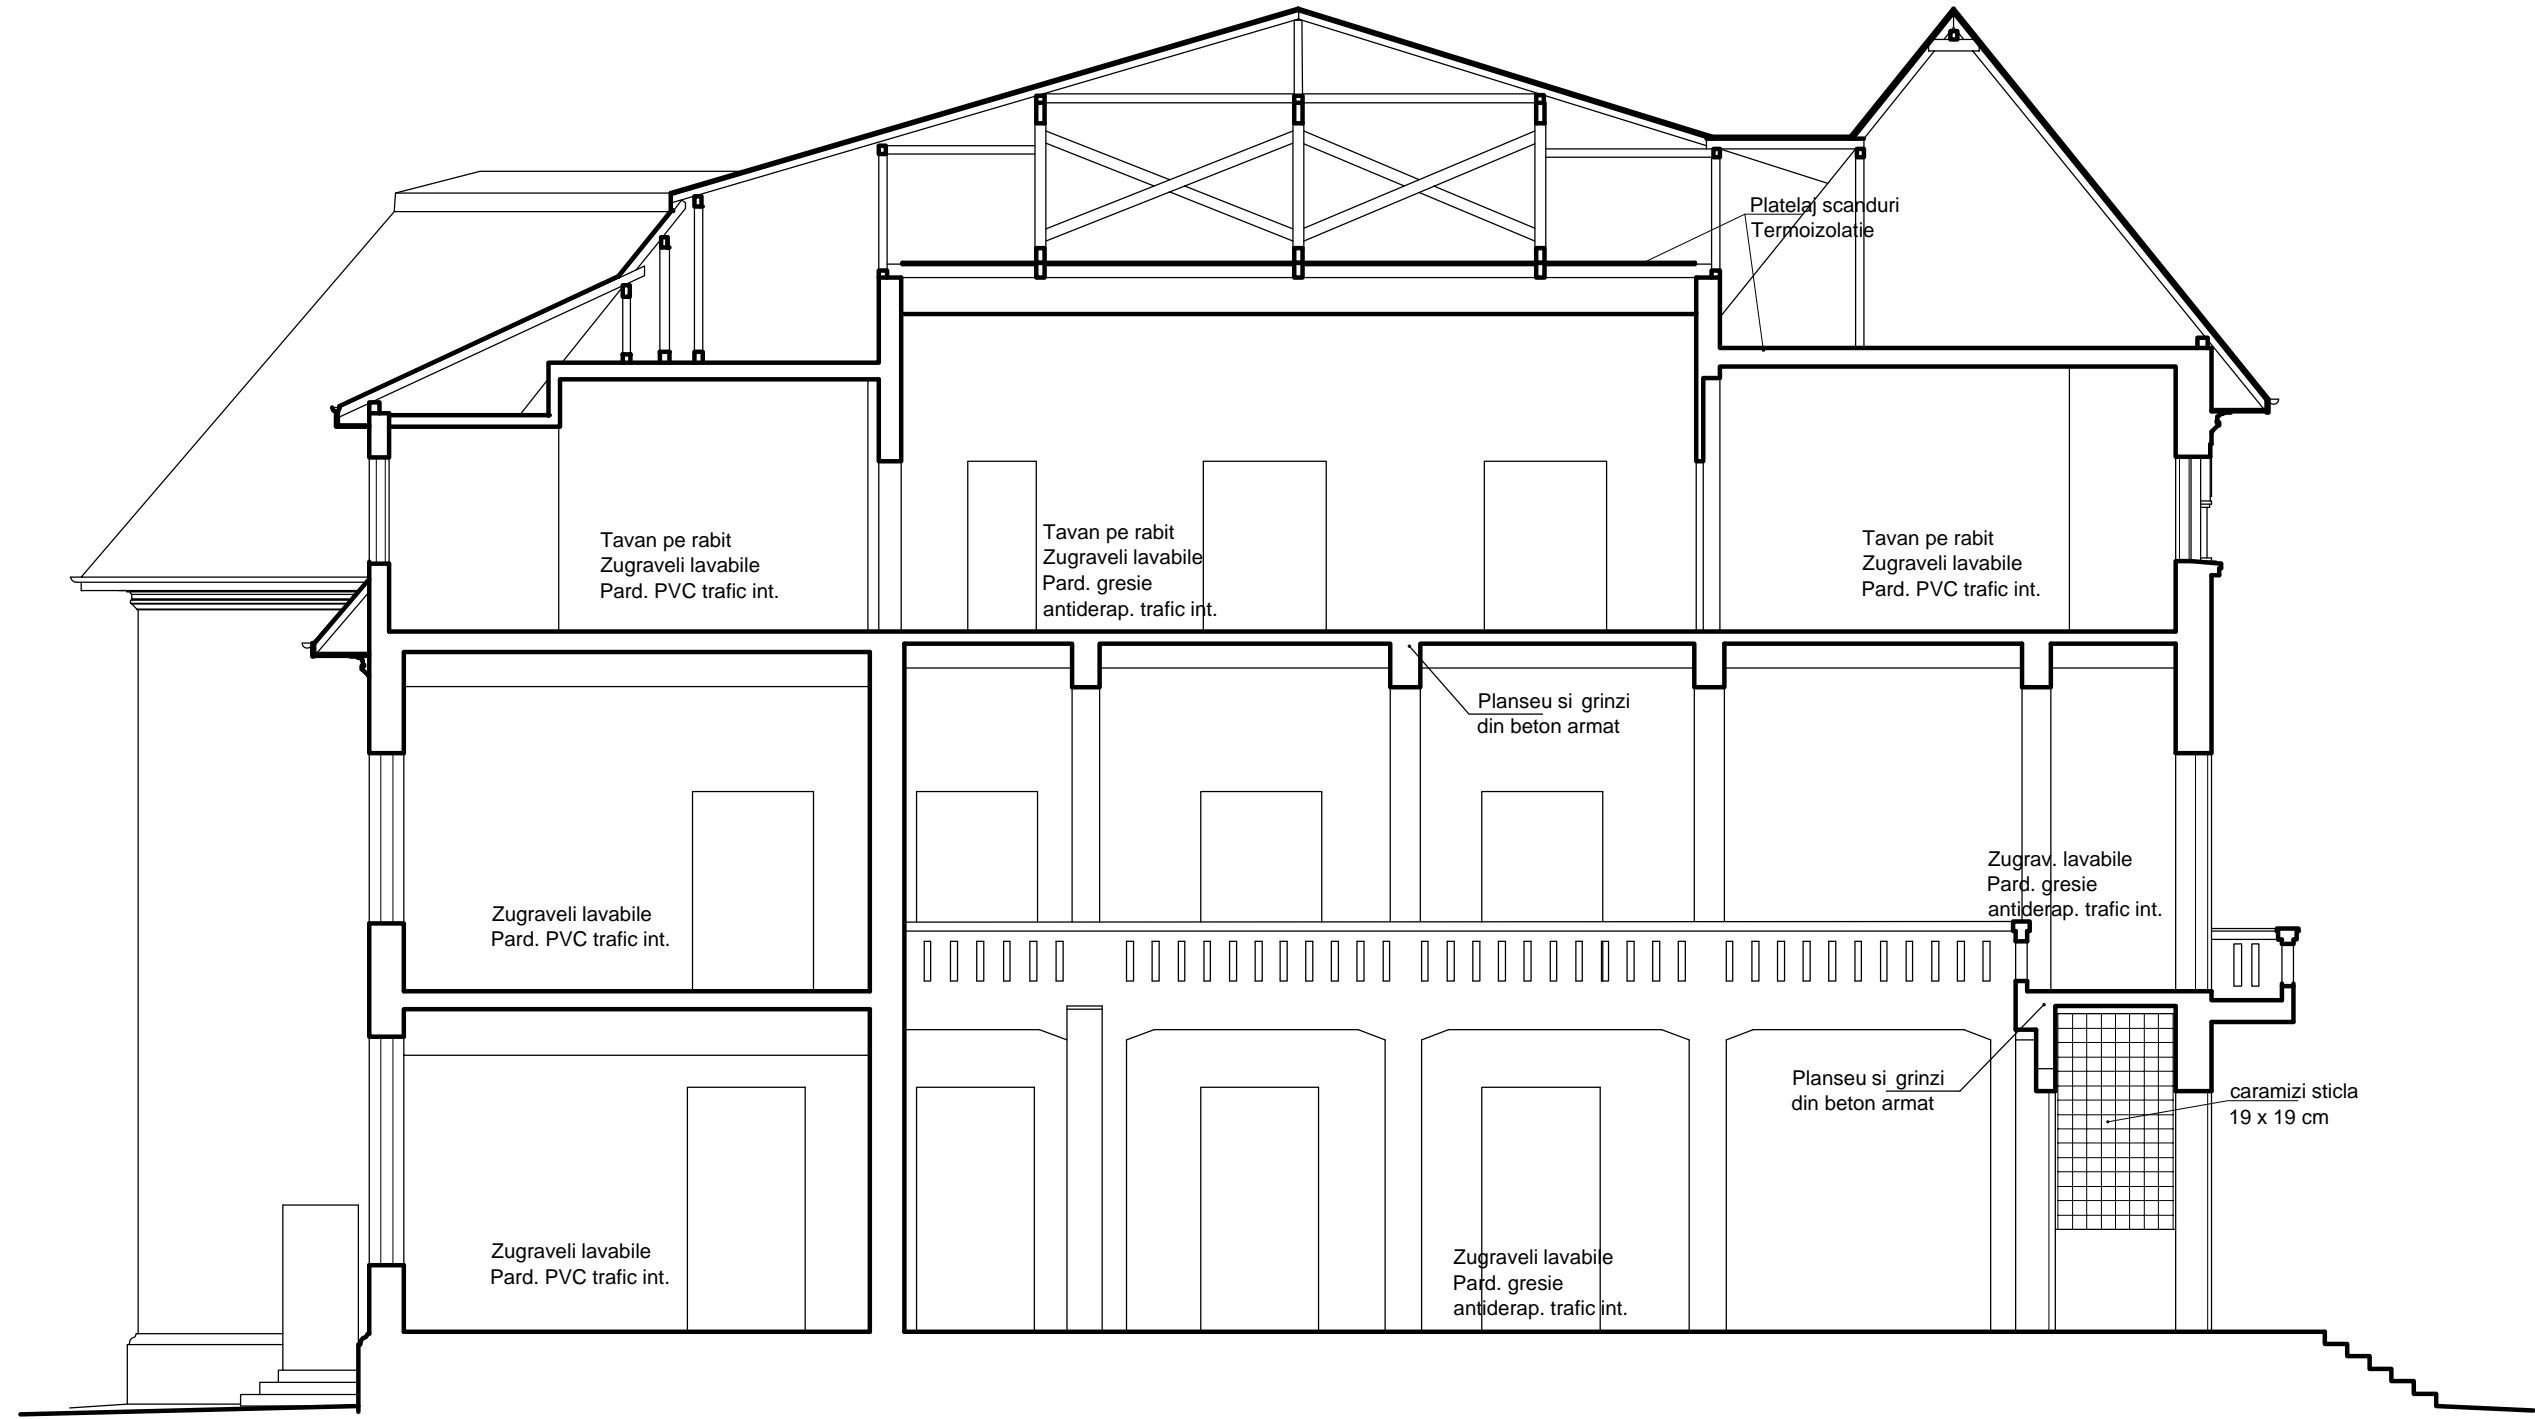 Platelaj scanduri
Termoizolatie
Tavan pe rabit
Zugraveli lavabile
Pard. PVC trafic int.
Tavan pe rabit
Zugraveli lavabile
Pard. gresie
antiderap. trafic int.
Tavan pe rabit
Zugraveli lavabile
Pard. PVC trafic int.
Planseu si grinzi
din beton armat
Zugraveli lavabile
Pard. PVC trafic int.
Zugrav. lavabile
Pard. gresie
antiderap. trafic int.
Planseu si grinzi
din beton armat
caramizi sticla
19 x 19 cm
Zugraveli lavabile
Pard. PVC trafic int.
Zugraveli lavabile
Pard. gresie
antiderap. trafic int.